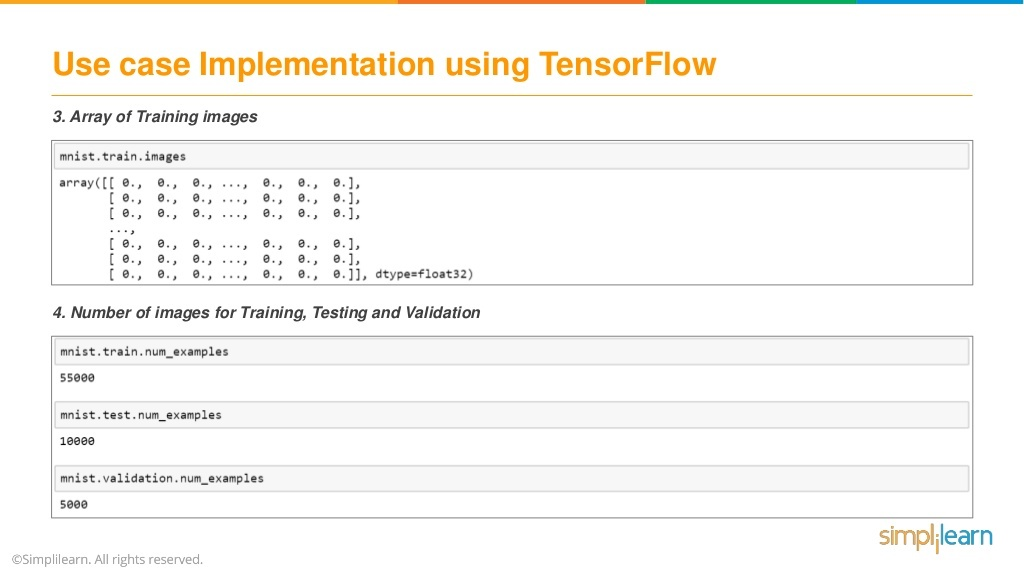 Use case Implementation using TensorFlow
3. Array of Training images
mnist.train.images
array([[ 0.,  0.,  0., ...,  0.,  0.,  0.],
       [ 0.,  0.,  0., ...,  0.,  0.,  0.],
       [ 0.,  0.,  0., ...,  0.,  0.,  0.],
       ...,
       [ 0.,  0.,  0., ...,  0.,  0.,  0.],
       [ 0.,  0.,  0., ...,  0.,  0.,  0.],
       [ 0.,  0.,  0., ...,  0.,  0.,  0.]], dtype=float32)
4. Number of images for Training, Testing and Validation
mnist.train.num_examples
55000
mnist.test.num_examples
10000
mnist.validation.num_examples
5000
simplilearn
©Simplilearn. All rights reserved.